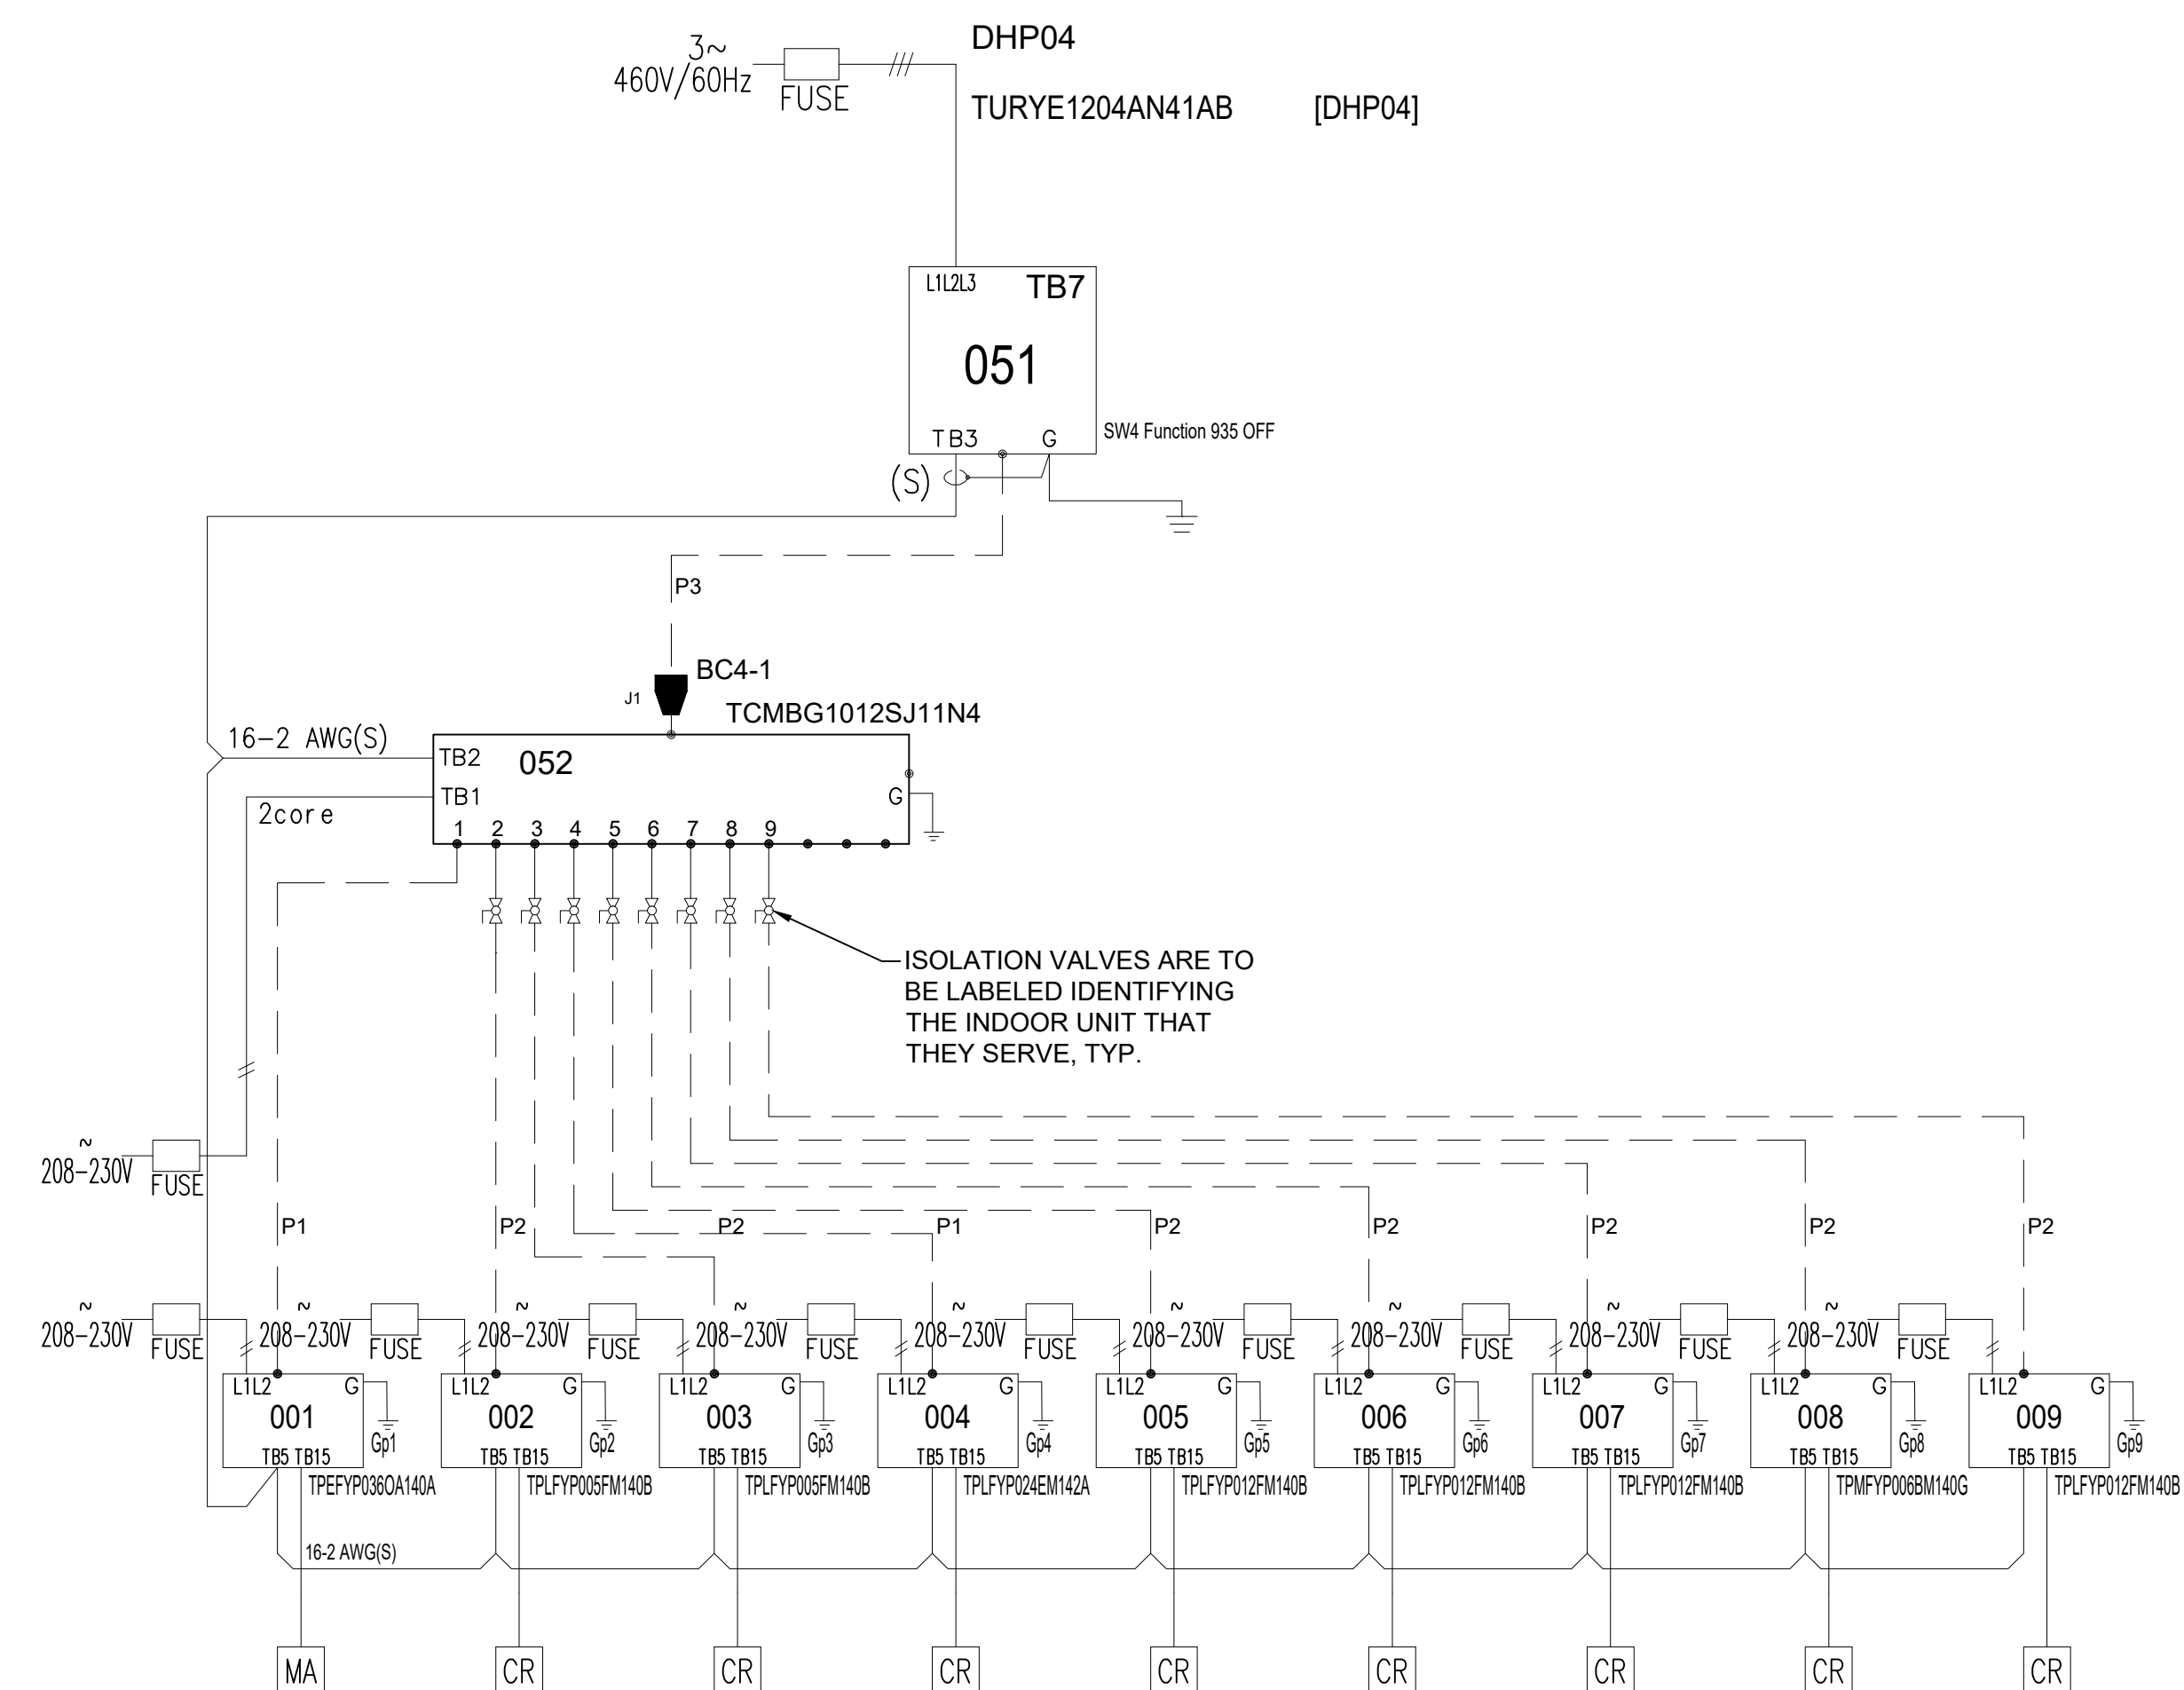 DHP04
3~
460V/60Hz
FUSE
TURYE1204AN41AB [DHP04]
L1L2L3 TB7
051
TB3 G
SW4 Function 935 OFF
(S)
P3
BC4-1
J1
TCMBG1012SJ11N4
16-2 AWG(S)
TB2 052
TB1 G
2core
1 2 3 4 5 6 7 8 9
ISOLATION VALVES ARE TO
BE LABELED IDENTIFYING
THE INDOOR UNIT THAT
THEY SERVE, TYP.
~
208-230V FUSE
P1 P2 P2 P1 P2 P2 P2 P2 P2
~ ~ ~ ~ ~ ~ ~ ~ ~
208-230V FUSE 208-230V FUSE 208-230V FUSE 208-230V FUSE 208-230V FUSE 208-230V FUSE 208-230V FUSE 208-230V FUSE 208-230V FUSE
L1L2 G L1L2 G L1L2 G L1L2 G L1L2 G L1L2 G L1L2 G L1L2 G L1L2 G
001 002 003 004 005 006 007 008 009
Gp1 Gp2 Gp3 Gp4 Gp5 Gp6 Gp7 Gp8 Gp9
TB5 TB15 TB5 TB15 TB5 TB15 TB5 TB15 TB5 TB15 TB5 TB15 TB5 TB15 TB5 TB15 TB5 TB15
TPEFYP036OA140A TPLFYP005FM140B TPLFYP005FM140B TPLFYP024EM142A TPLFYP012FM140B TPLFYP012FM140B TPLFYP012FM140B TPMFYP006BM140G TPLFYP012FM140B
16-2 AWG(S)
MA CR CR CR CR CR CR CR CR